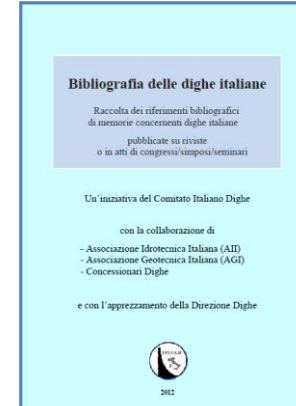 Bibliografia delle dighe italiane
Raccolta dei riferimenti bibliografici
di memorie concernenti dighe italiane
pubblicate su riviste
o in atti di congressi/simposi/seminari
Un'iniziativa del Comitato Italiano Dighe
con la collaborazione di
- Associazione Idrotecnica Italiana (AII)
- Associazione Geotecnica Italiana (AGI)
- Concessionari Dighe
e con l'apprezzamento della Direzione Dighe
2012